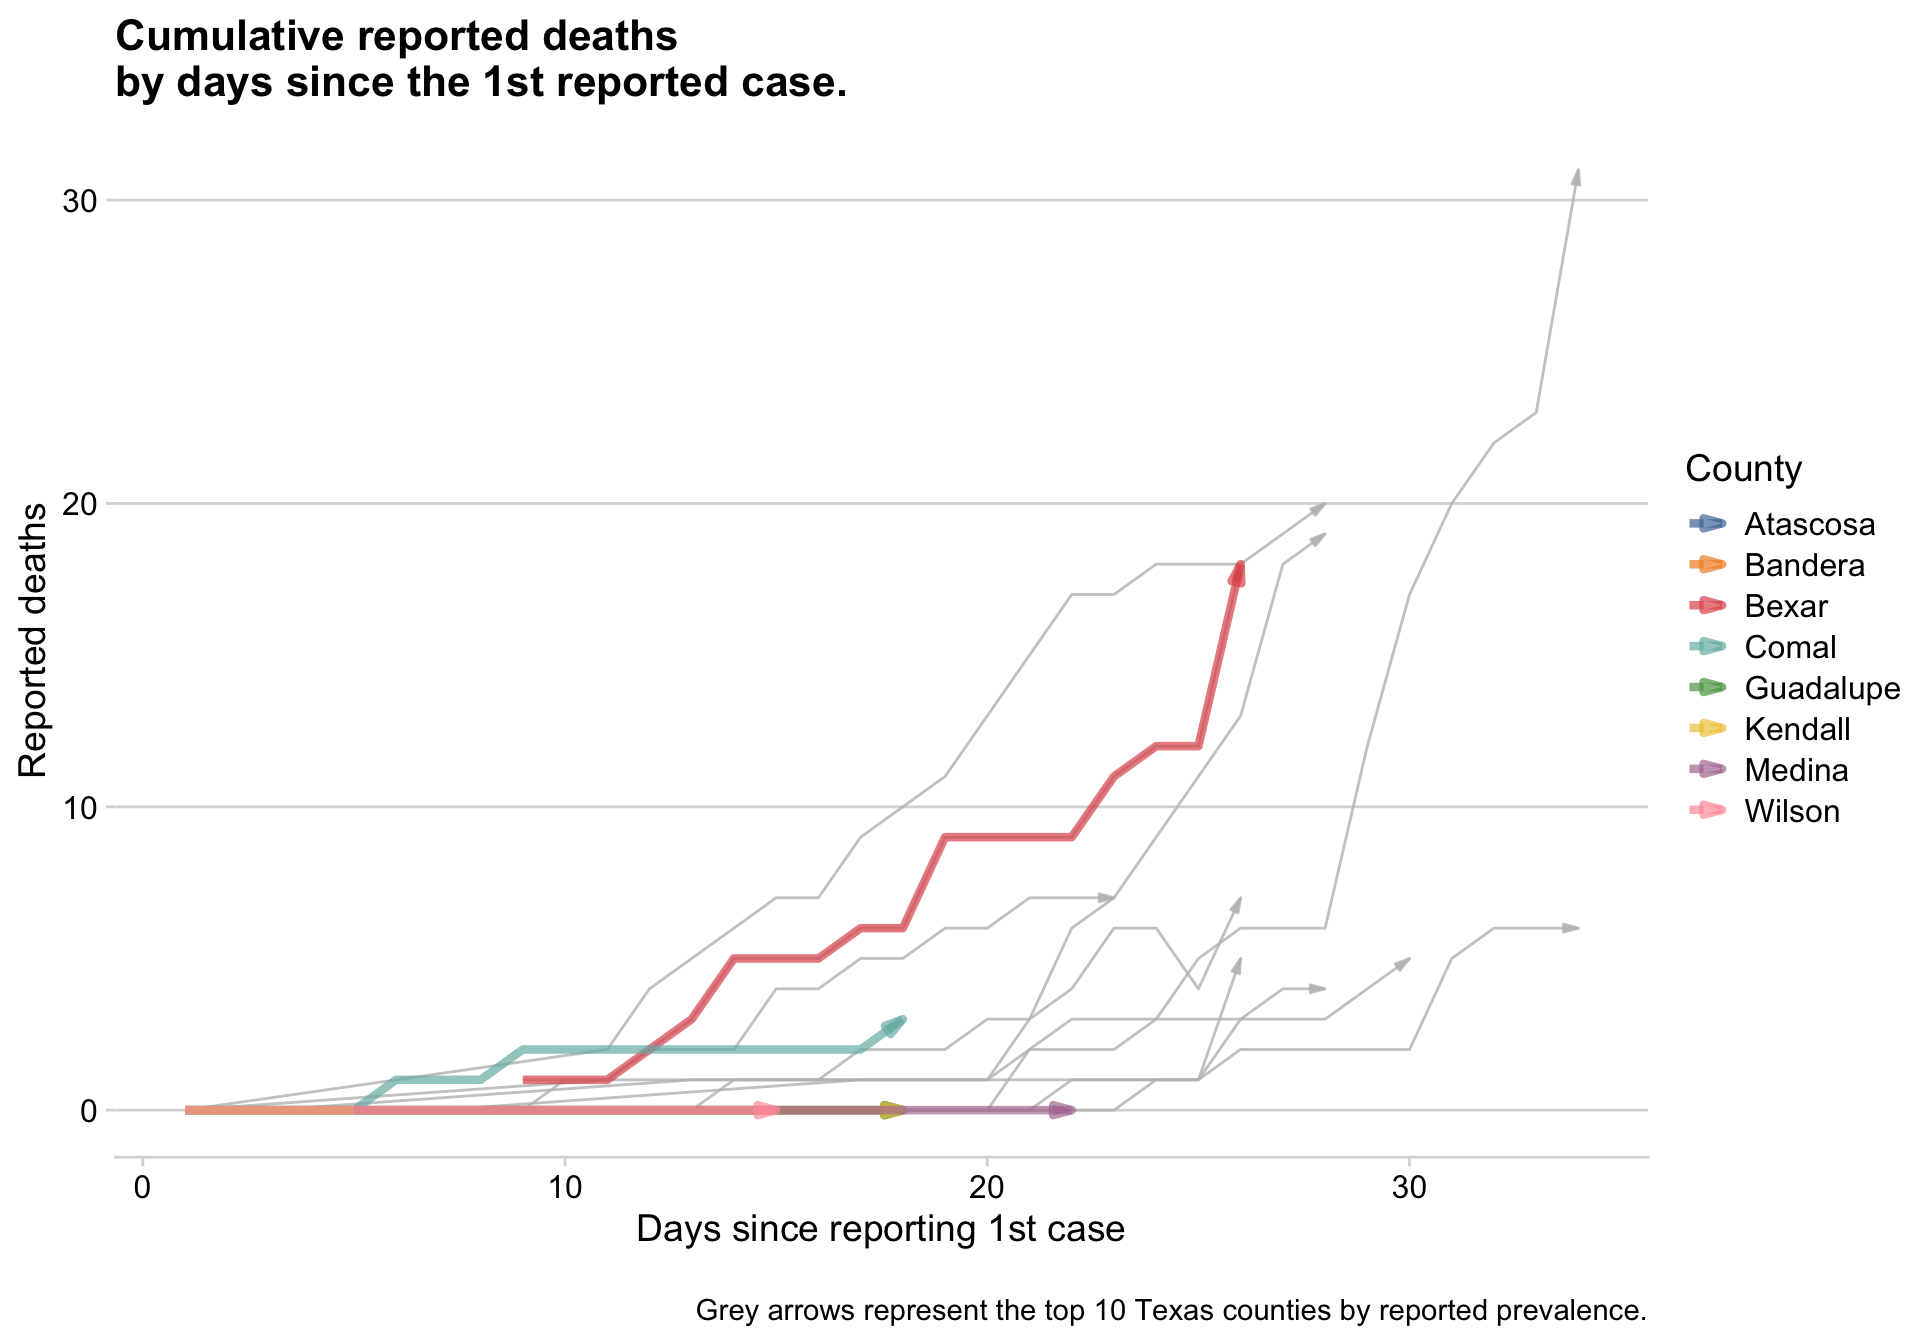 Cumulative reported deaths
by days since the 1st reported case.
30
20
10
0
Reported deaths
0 10 20 30
Days since reporting 1st case
County
Atascosa
Bandera
Bexar
Comal
Guadalupe
Kendall
Medina
Wilson
Grey arrows represent the top 10 Texas counties by reported prevalence.